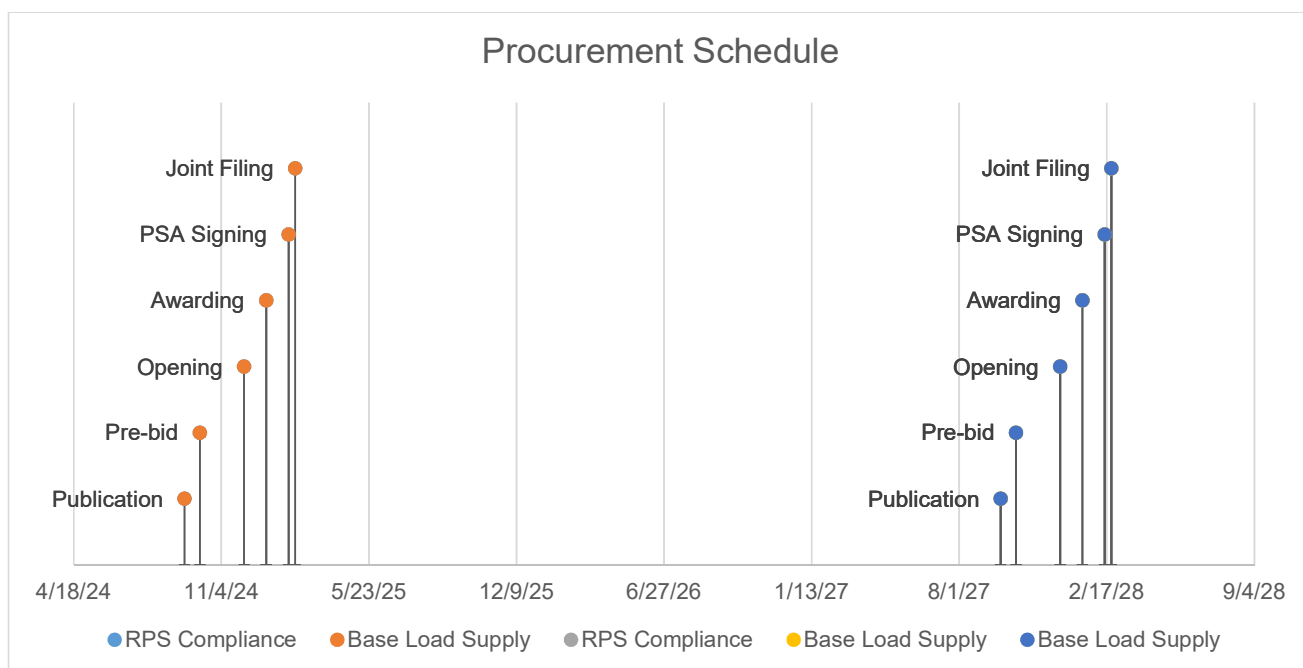 Procurement Schedule
Joint Filing Joint Filing
PSA Signing PSA Signing
Awarding Awarding
Opening Opening
Pre-bid Pre-bid
Publication Publication
4/18/24 11/4/24 5/23/25 12/9/25 6/27/26 1/13/27 8/1/27 2/17/28 9/4/28
RPS Compliance Base Load Supply RPS Compliance Base Load Supply Base Load Supply